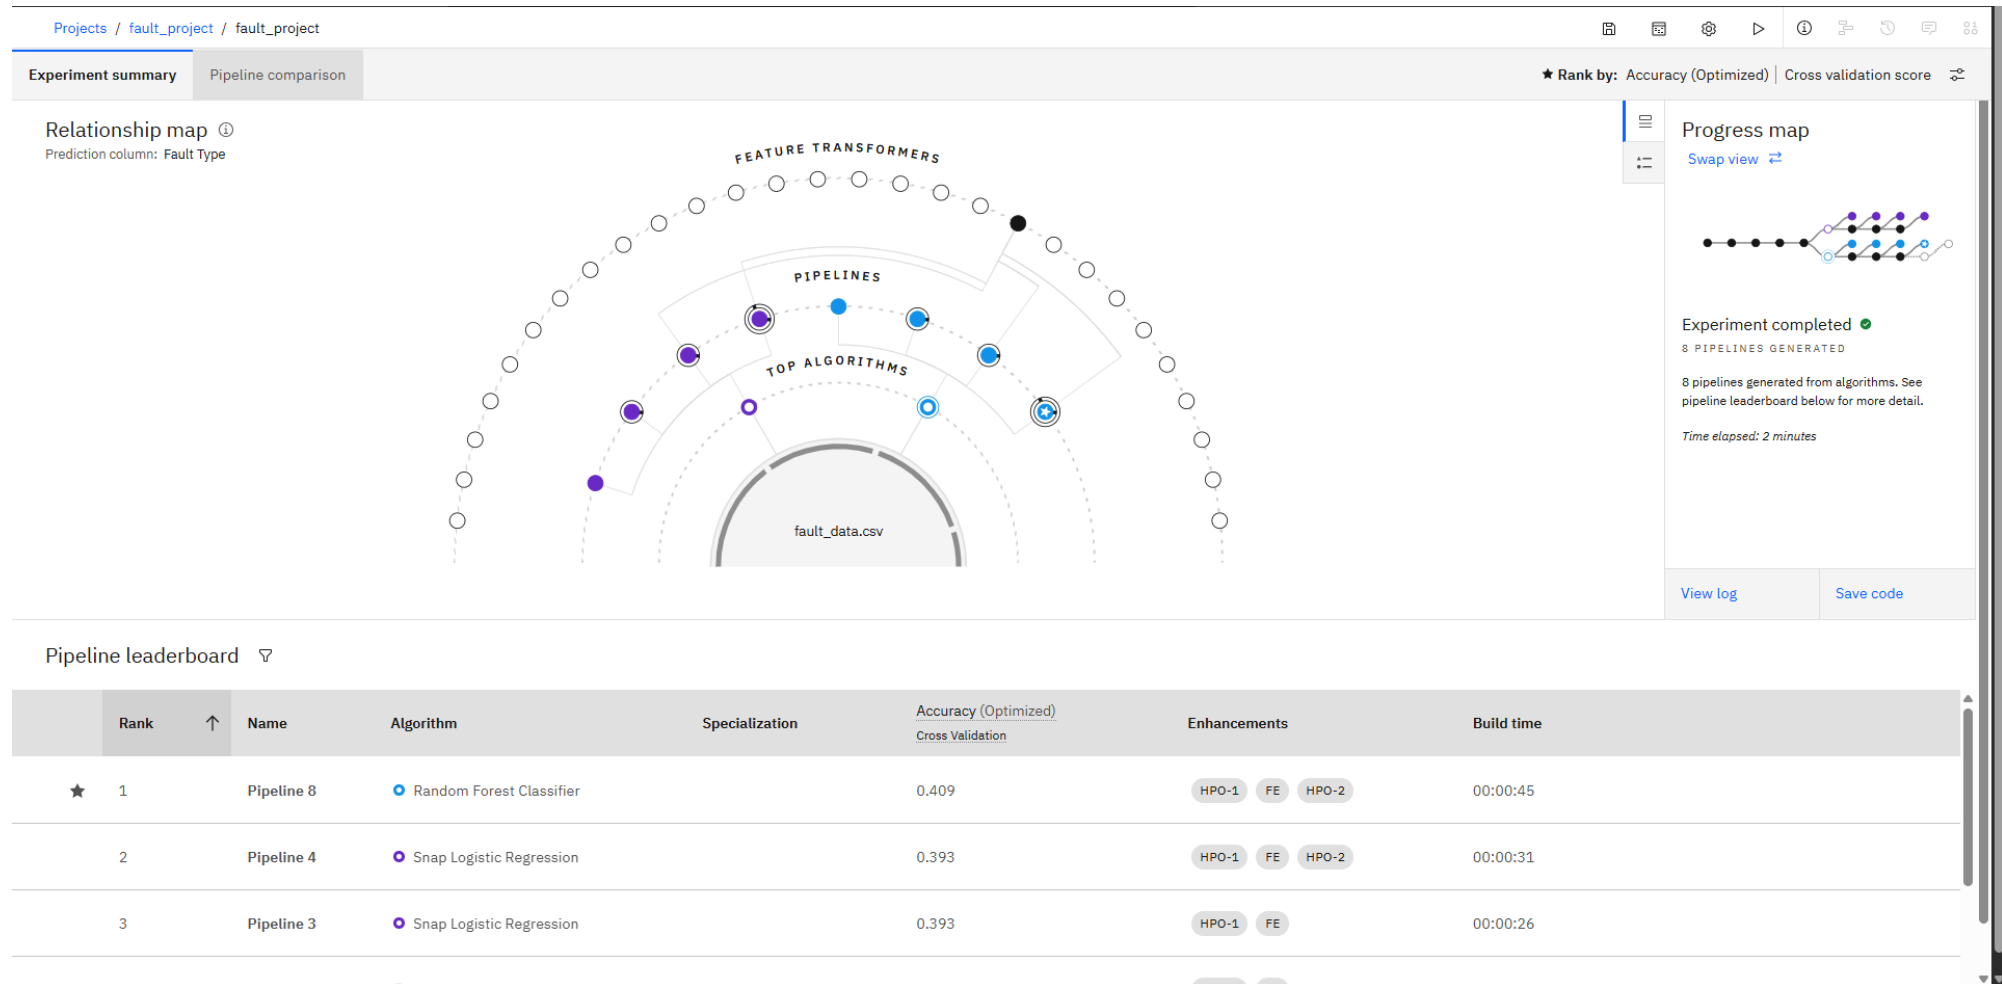 Projects / fault_project / fault_project
Experiment summary
Pipeline comparison
★ Rank by: Accuracy (Optimized) | Cross validation score
Relationship map
Prediction column: Fault Type
FEATURE TRANSFORMERS
PIPELINES
TOP ALGORITHMS
fault_data.csv
Progress map
Swap view
Experiment completed
8 PIPELINES GENERATED
8 pipelines generated from algorithms. See
pipeline leaderboard below for more detail.
Time elapsed: 2 minutes
View log
Save code
Pipeline leaderboard
Rank ↑ Name Algorithm Specialization Accuracy (Optimized) Enhancements Build time
Cross Validation
★ 1 Pipeline 8 Random Forest Classifier 0.409 HPO-1 FE HPO-2 00:00:45
2 Pipeline 4 Snap Logistic Regression 0.393 HPO-1 FE HPO-2 00:00:31
3 Pipeline 3 Snap Logistic Regression 0.393 HPO-1 FE 00:00:26